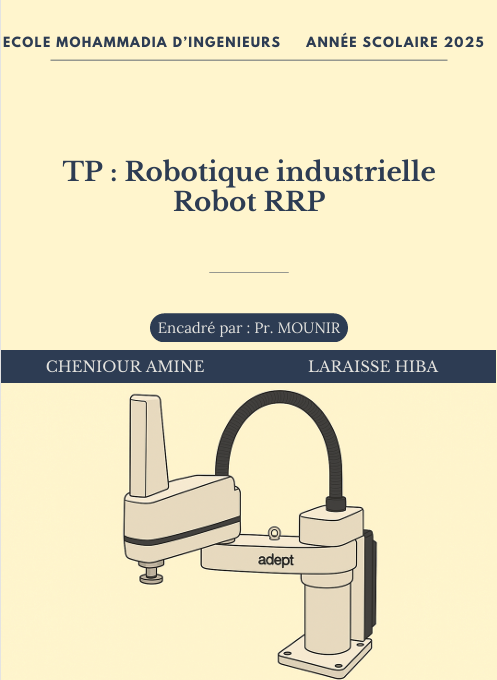 ECOLE MOHAMMADIA D'INGENIEURS ANNÉE SCOLAIRE 2025
TP : Robotique industrielle
Robot RRP
Encadré par : Pr. MOUNIR
CHENIOUR AMINE LARAISSE HIBA
adept